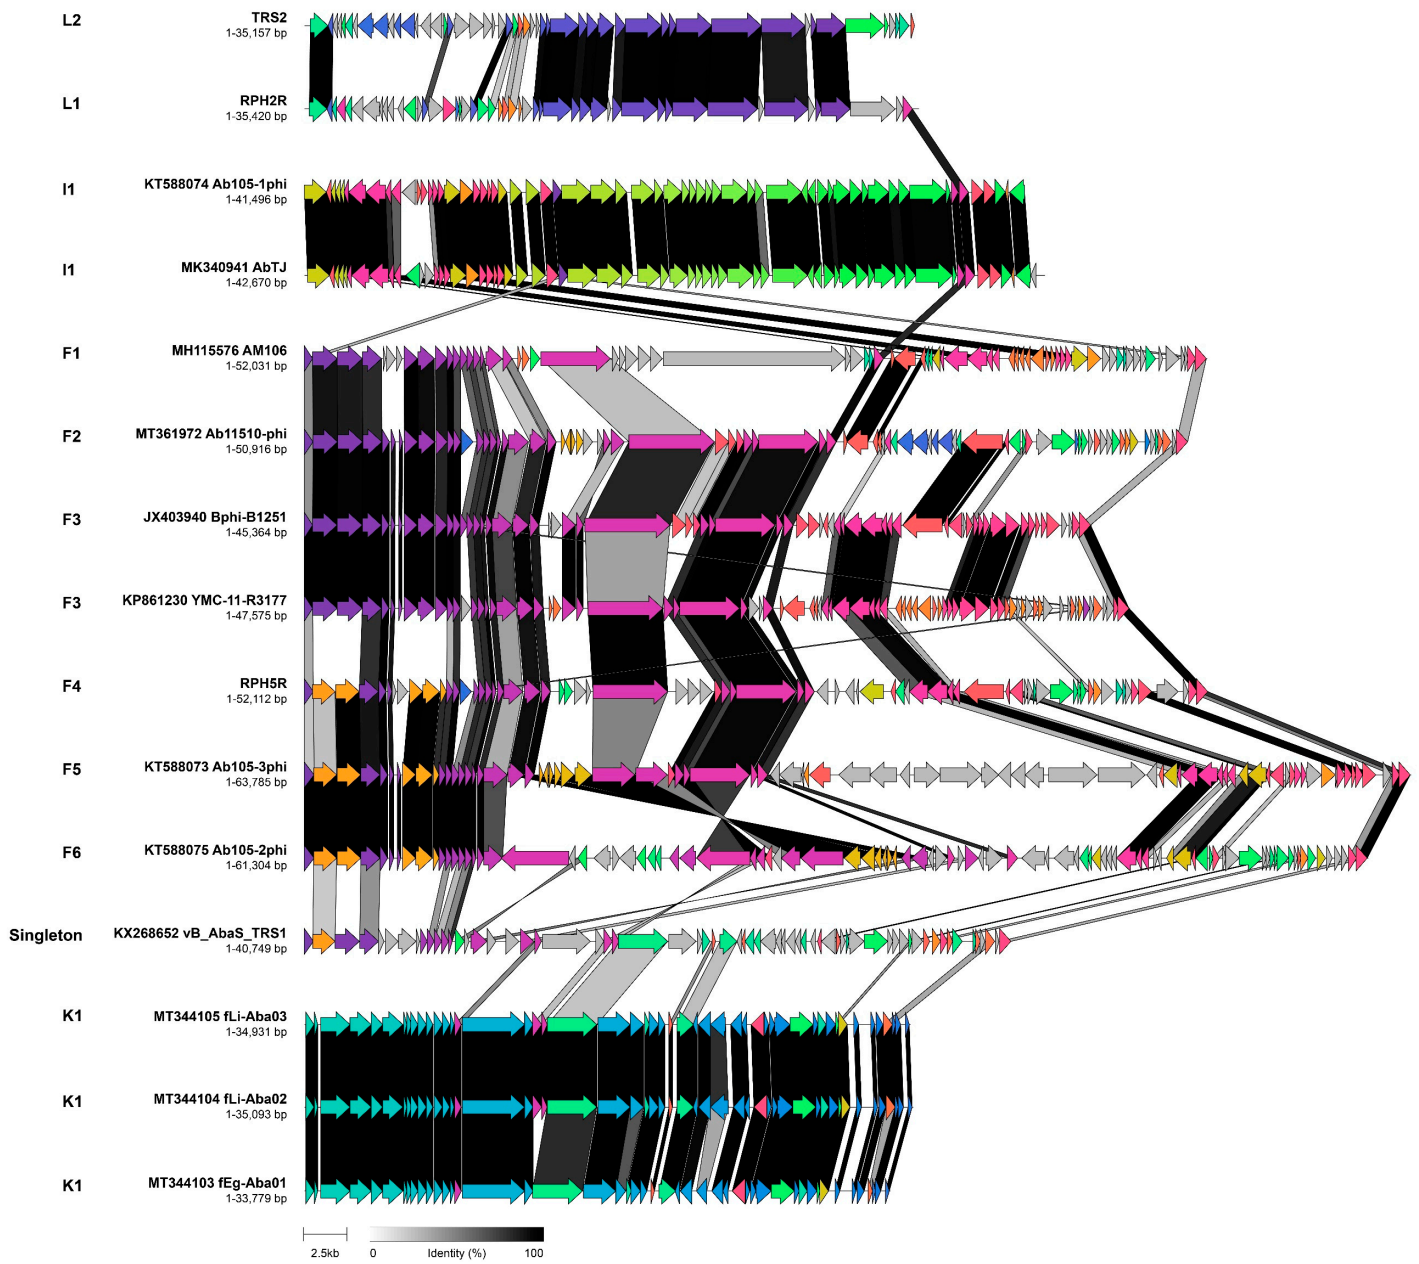 L2
TRS2
1-35,157 bp
L1
RPH2R
1-35,420 bp
I1
KT588074 Ab105-1phi
1-41,496 bp
I1
MK340941 AbTJ
1-42,670 bp
F1
MH115576 AM106
1-52,031 bp
F2
MT361972 Ab11510-phi
1-50,916 bp
F3
JX403940 Bphi-B1251
1-45,364 bp
F3
KP861230 YMC-11-R3177
1-47,575 bp
F4
RPH5R
1-52,112 bp
F5
KT588073 Ab105-3phi
1-63,785 bp
F6
KT588075 Ab105-2phi
1-61,304 bp
Singleton
KX268652 vB_AbaS_TRS1
1-40,749 bp
K1
MT344105 fLi-Aba03
1-34,931 bp
K1
MT344104 fLi-Aba02
1-35,093 bp
K1
MT344103 fEg-Aba01
1-33,779 bp
2.5kb
0 Identity (%) 100